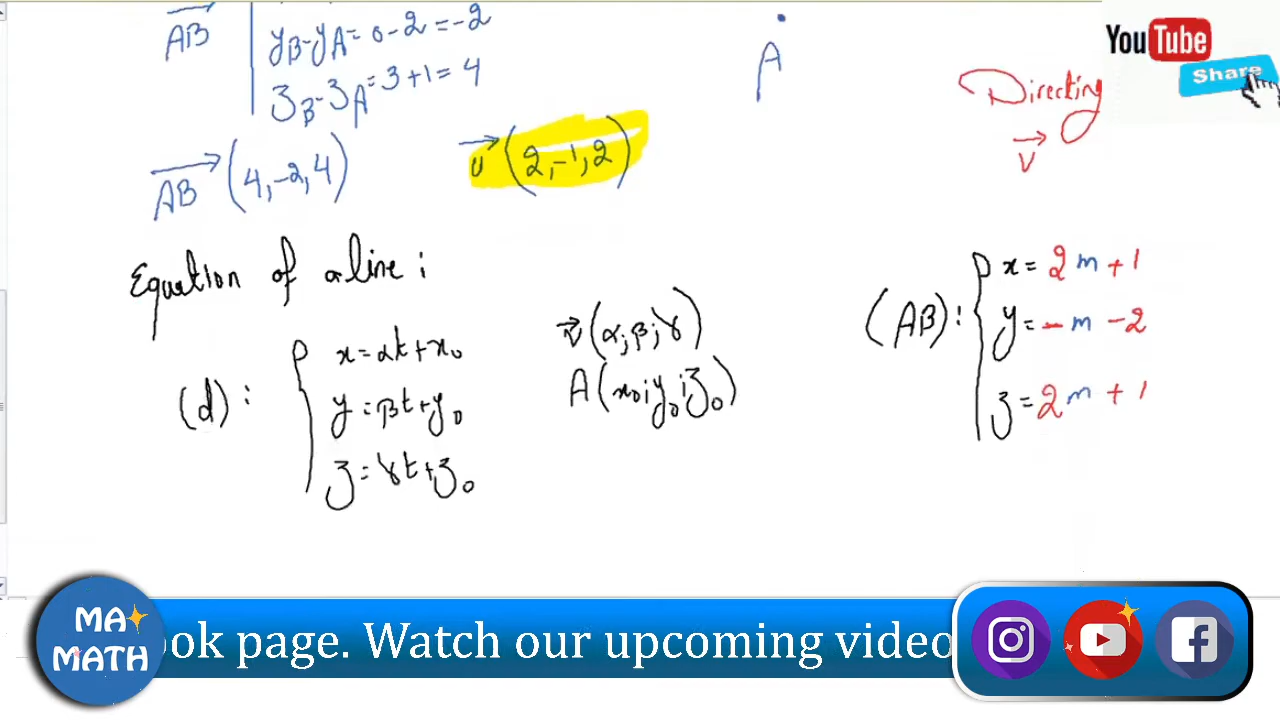 YouTube
Share
AB→
yB - yA = 0 - 2 = -2
zB - zA = 3 + 1 = 4
A
Directing
V→
AB→ (4, -2, 4)
U→ (2, -1, 2)
Equation of a line :
(d) :
x = αt + x₀
y = βt + y₀
z = γt + z₀
V→ (α; β; γ)
A (x₀; y₀; z₀)
(AB) :
x = 2m + 1
y = -m - 2
z = 2m + 1
MA MATH
ok page. Watch our upcoming video